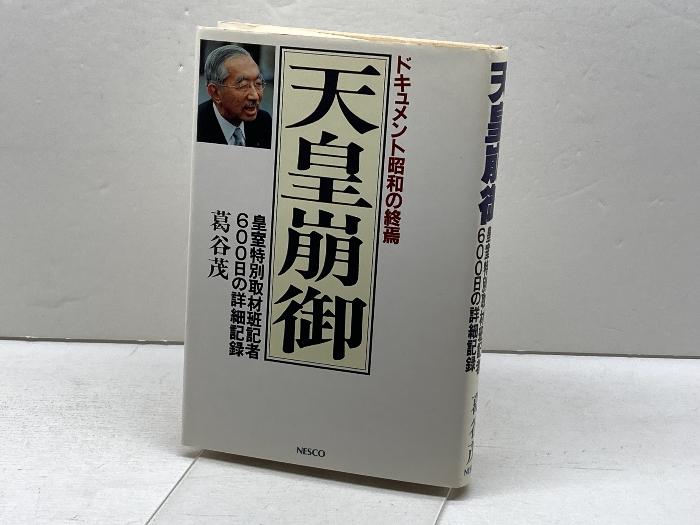 ドキュメント昭和の終焉
天皇崩御
皇室特別取材班記者
600日の詳細記録
葛谷茂
NESCO
天皇崩御
皇室特別取材班記者
600日の詳細記録
葛谷茂